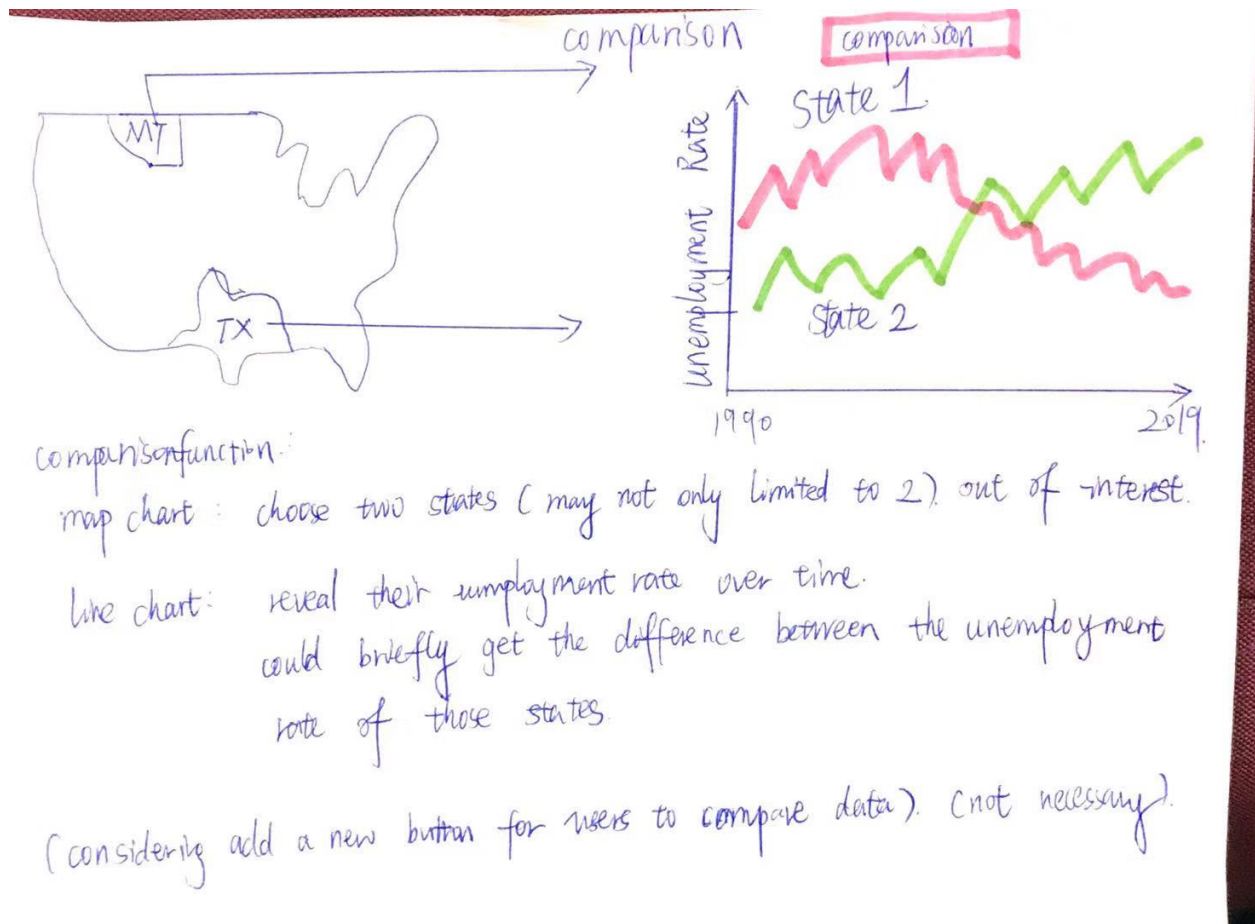 comparison
comparision
MT
TX
State 1
Unemployment Rate
State 2
1990
2019.
comparisonfunction:
map chart : choose two states (may not only limited to 2) out of interest.
line chart: reveal their unmployment rate over time.
could briefly get the difference between the unemployment
rate of those states.
(considering add a new button for users to compare data). (not necessary).